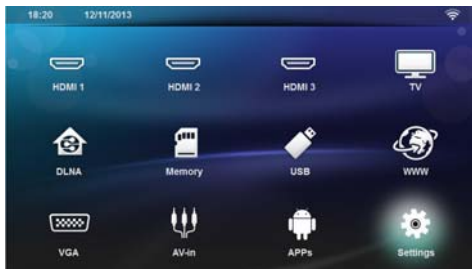 18:20 12/11/2013
HDMI 1 HDMI 2 HDMI 3 TV
DLNA Memory USB WWW
VGA AV-in APPs Settings